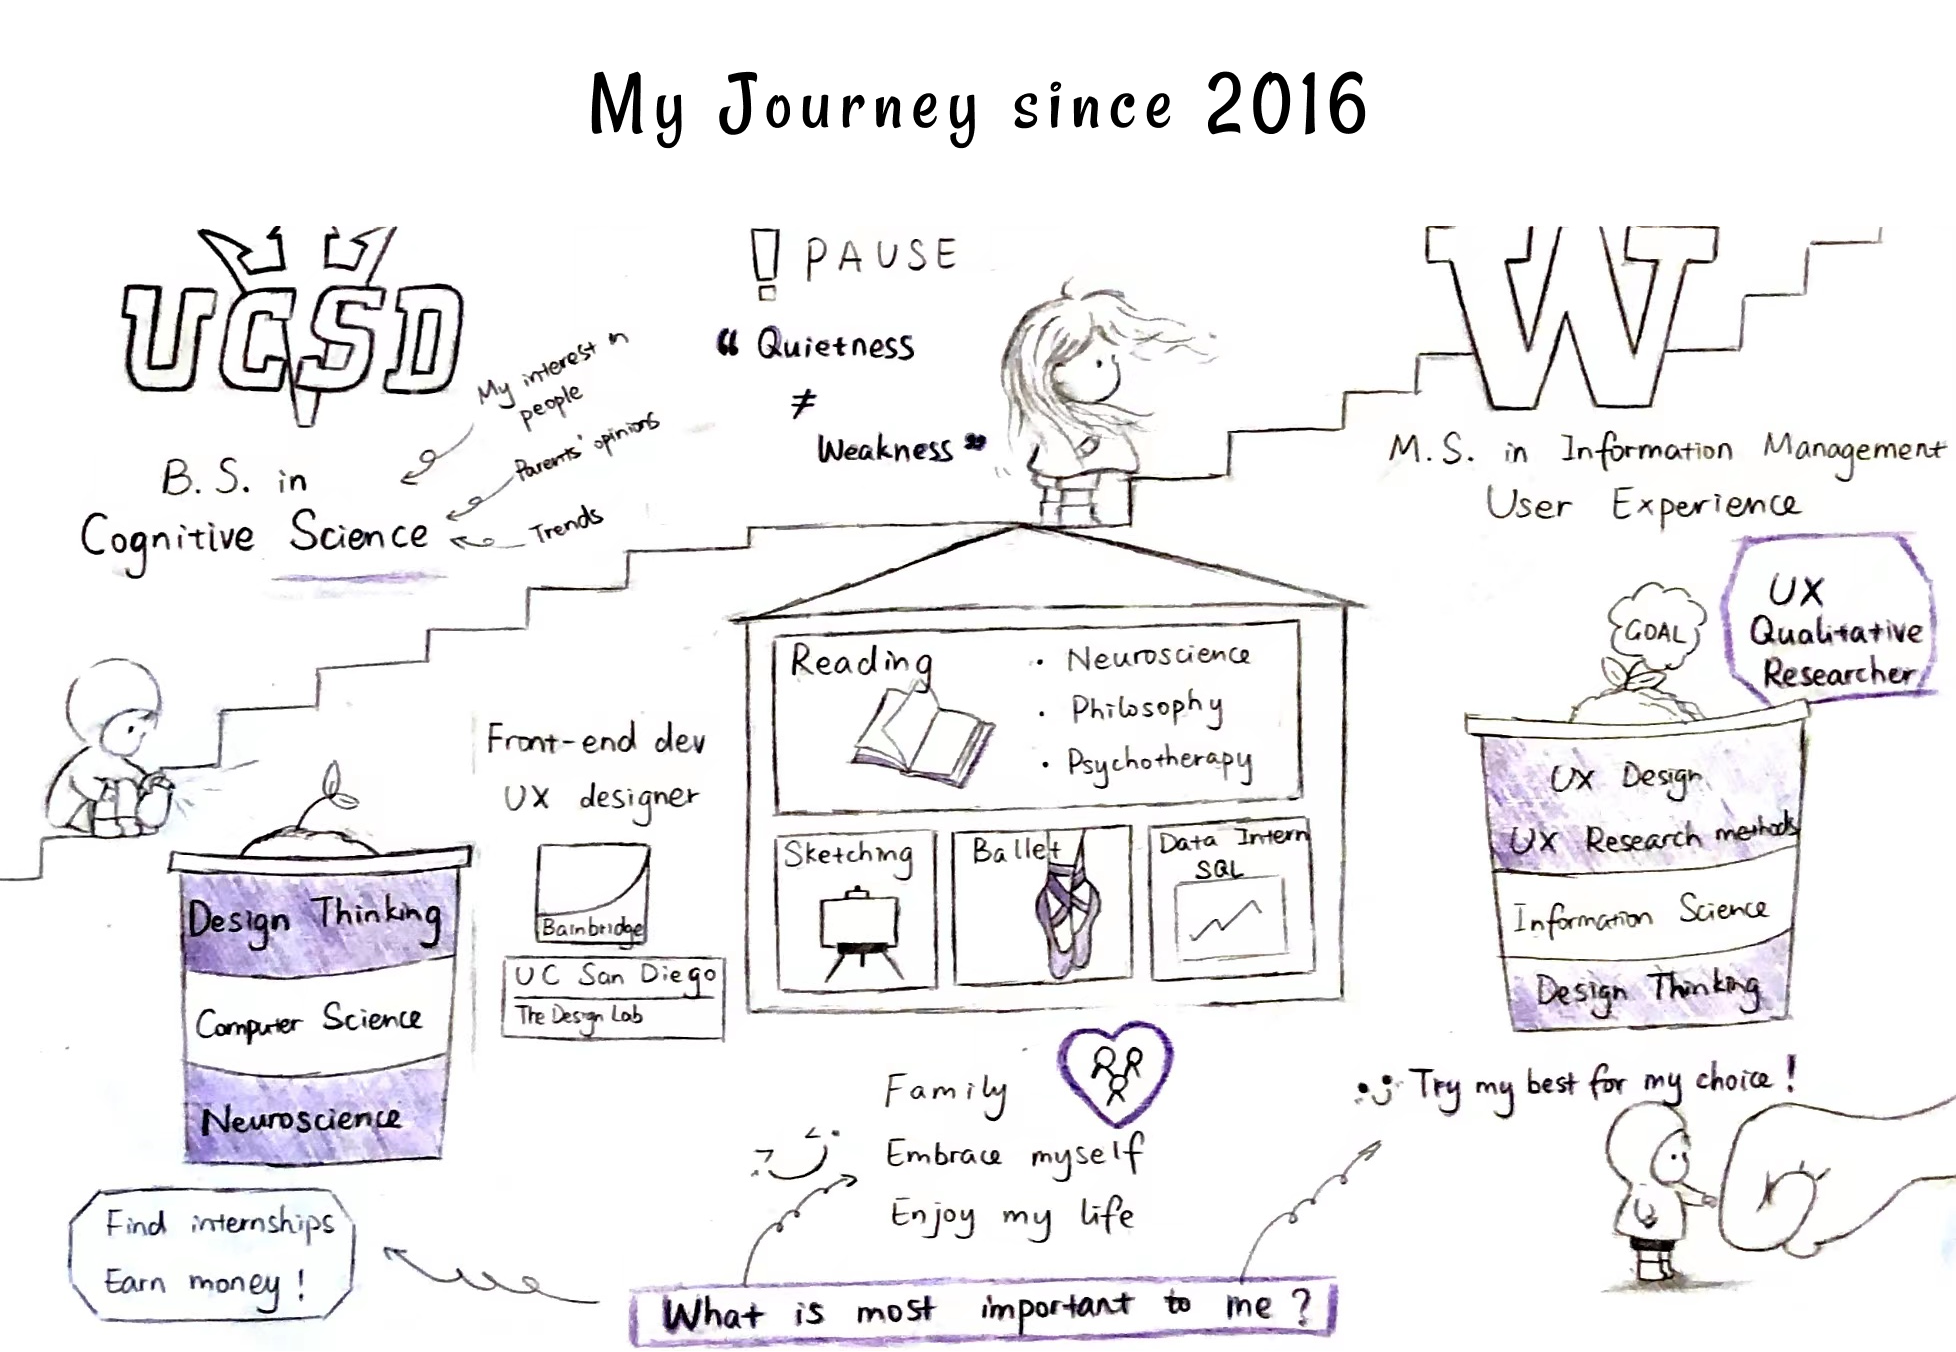 My Journey since 2016
UCSD
My interest in
people
Parents' opinions
Trends
B. S. in
Cognitive Science
! PAUSE
“ Quietness
≠
Weakness ”
W
M. S. in Information Management
User Experience
GOAL
UX
Qualitative
Researcher
Front-end dev
UX designer
Bainbridge
UC San Diego
The Design Lab
Design Thinking
Computer Science
Neuroscience
Reading
· Neuroscience
· Philosophy
· Psychotherapy
Sketching
Ballet
Data Intern
SQL
UX Design
UX Research methods
Information Science
Design Thinking
Find internships
Earn money !
Family
Embrace myself
Enjoy my life
Try my best for my choice !
What is most important to me ?